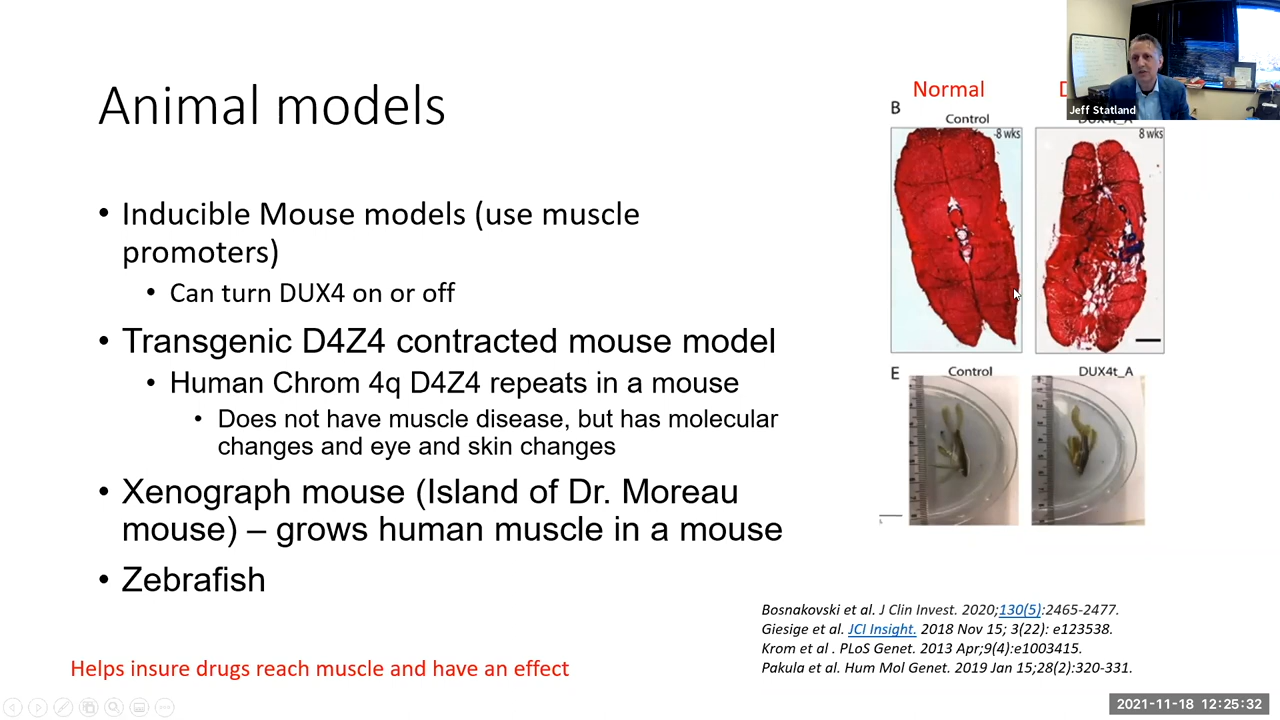 Animal models
• Inducible Mouse models (use muscle
promoters)
• Can turn DUX4 on or off
• Transgenic D4Z4 contracted mouse model
• Human Chrom 4q D4Z4 repeats in a mouse
• Does not have muscle disease, but has molecular
changes and eye and skin changes
• Xenograph mouse (Island of Dr. Moreau
mouse) – grows human muscle in a mouse
• Zebrafish
Helps insure drugs reach muscle and have an effect
Normal
B
Control
8 wks
DUX4t_A
8 wks
E
Control
DUX4t_A
Bosnakovski et al. J Clin Invest. 2020;130(5):2465-2477.
Giesige et al. JCI Insight. 2018 Nov 15; 3(22): e123538.
Krom et al . PLoS Genet. 2013 Apr;9(4):e1003415.
Pakula et al. Hum Mol Genet. 2019 Jan 15;28(2):320-331.
Jeff Statland
2021-11-18 12:25:32